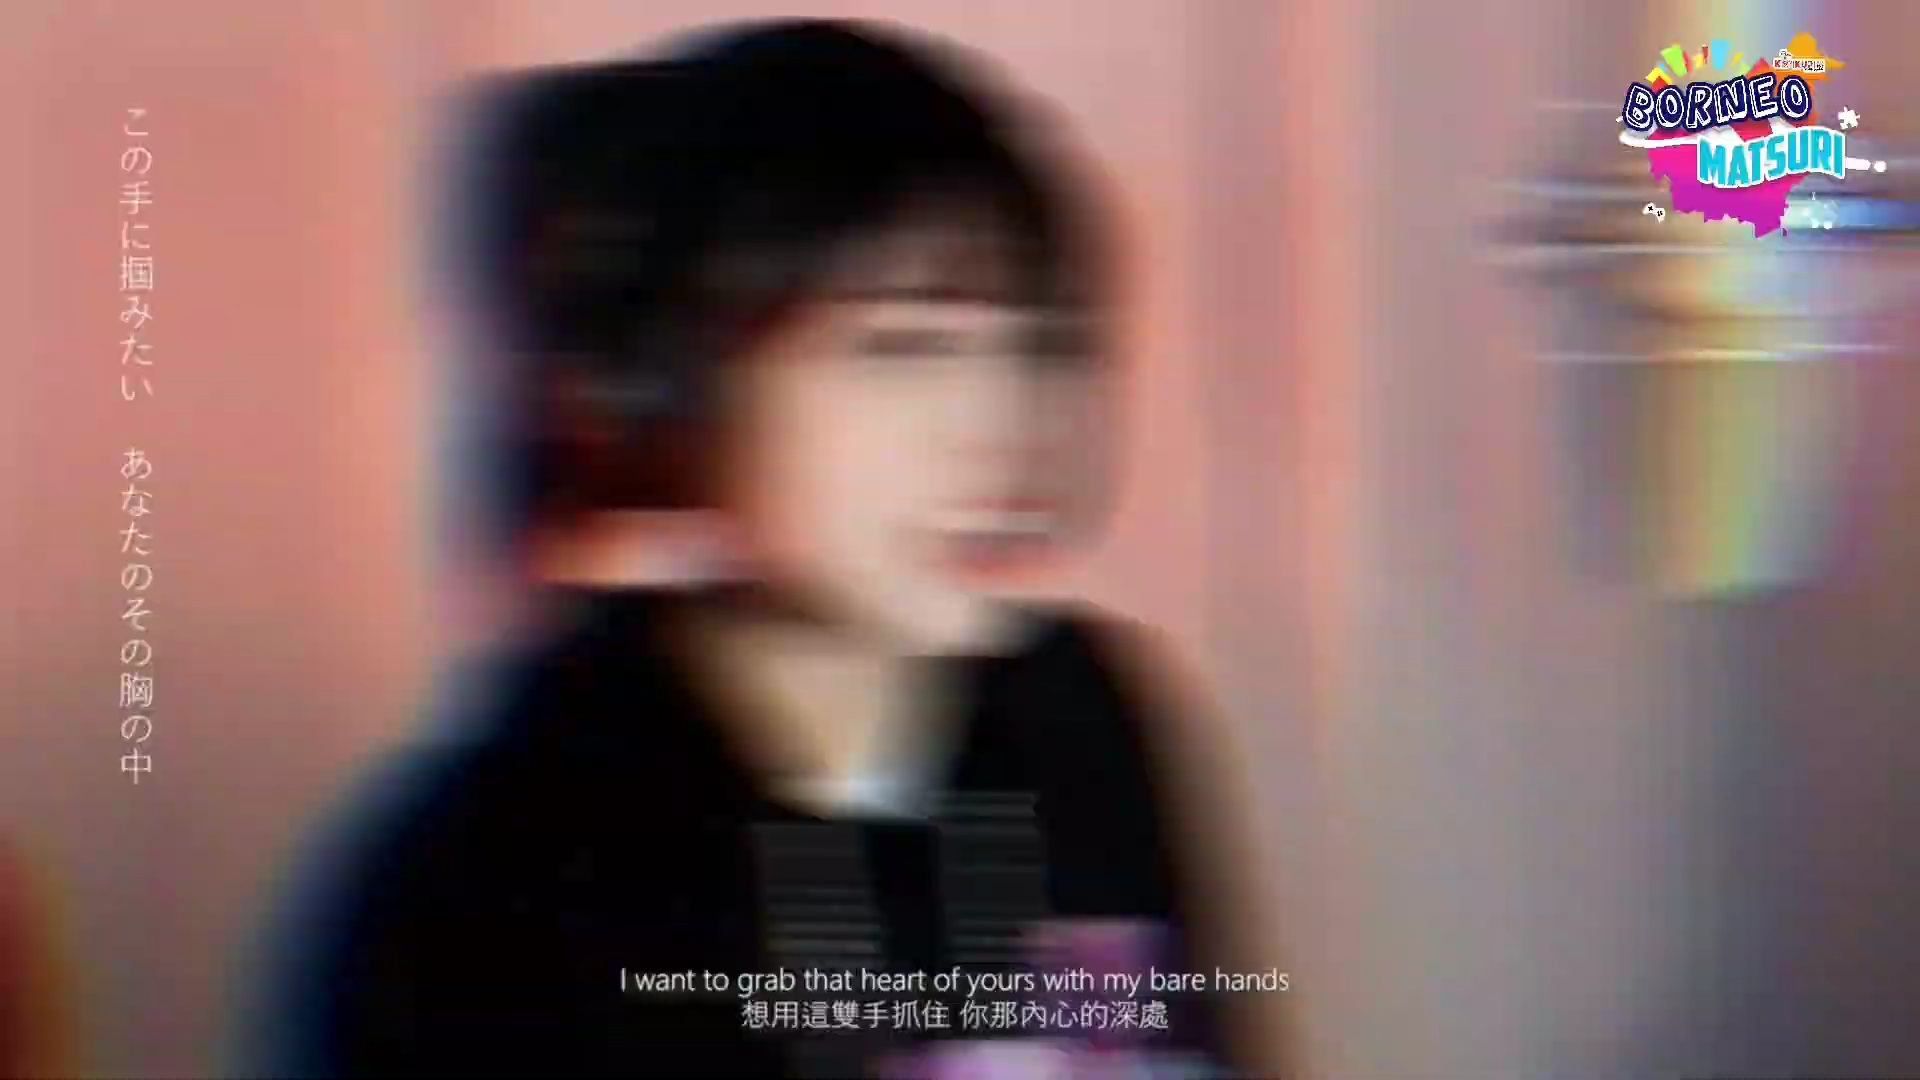 この手に掴みたい　あなたのその胸の中
BORNEO
MATSURI
I want to grab that heart of yours with my bare hands
想用這雙手抓住 你那內心的深處